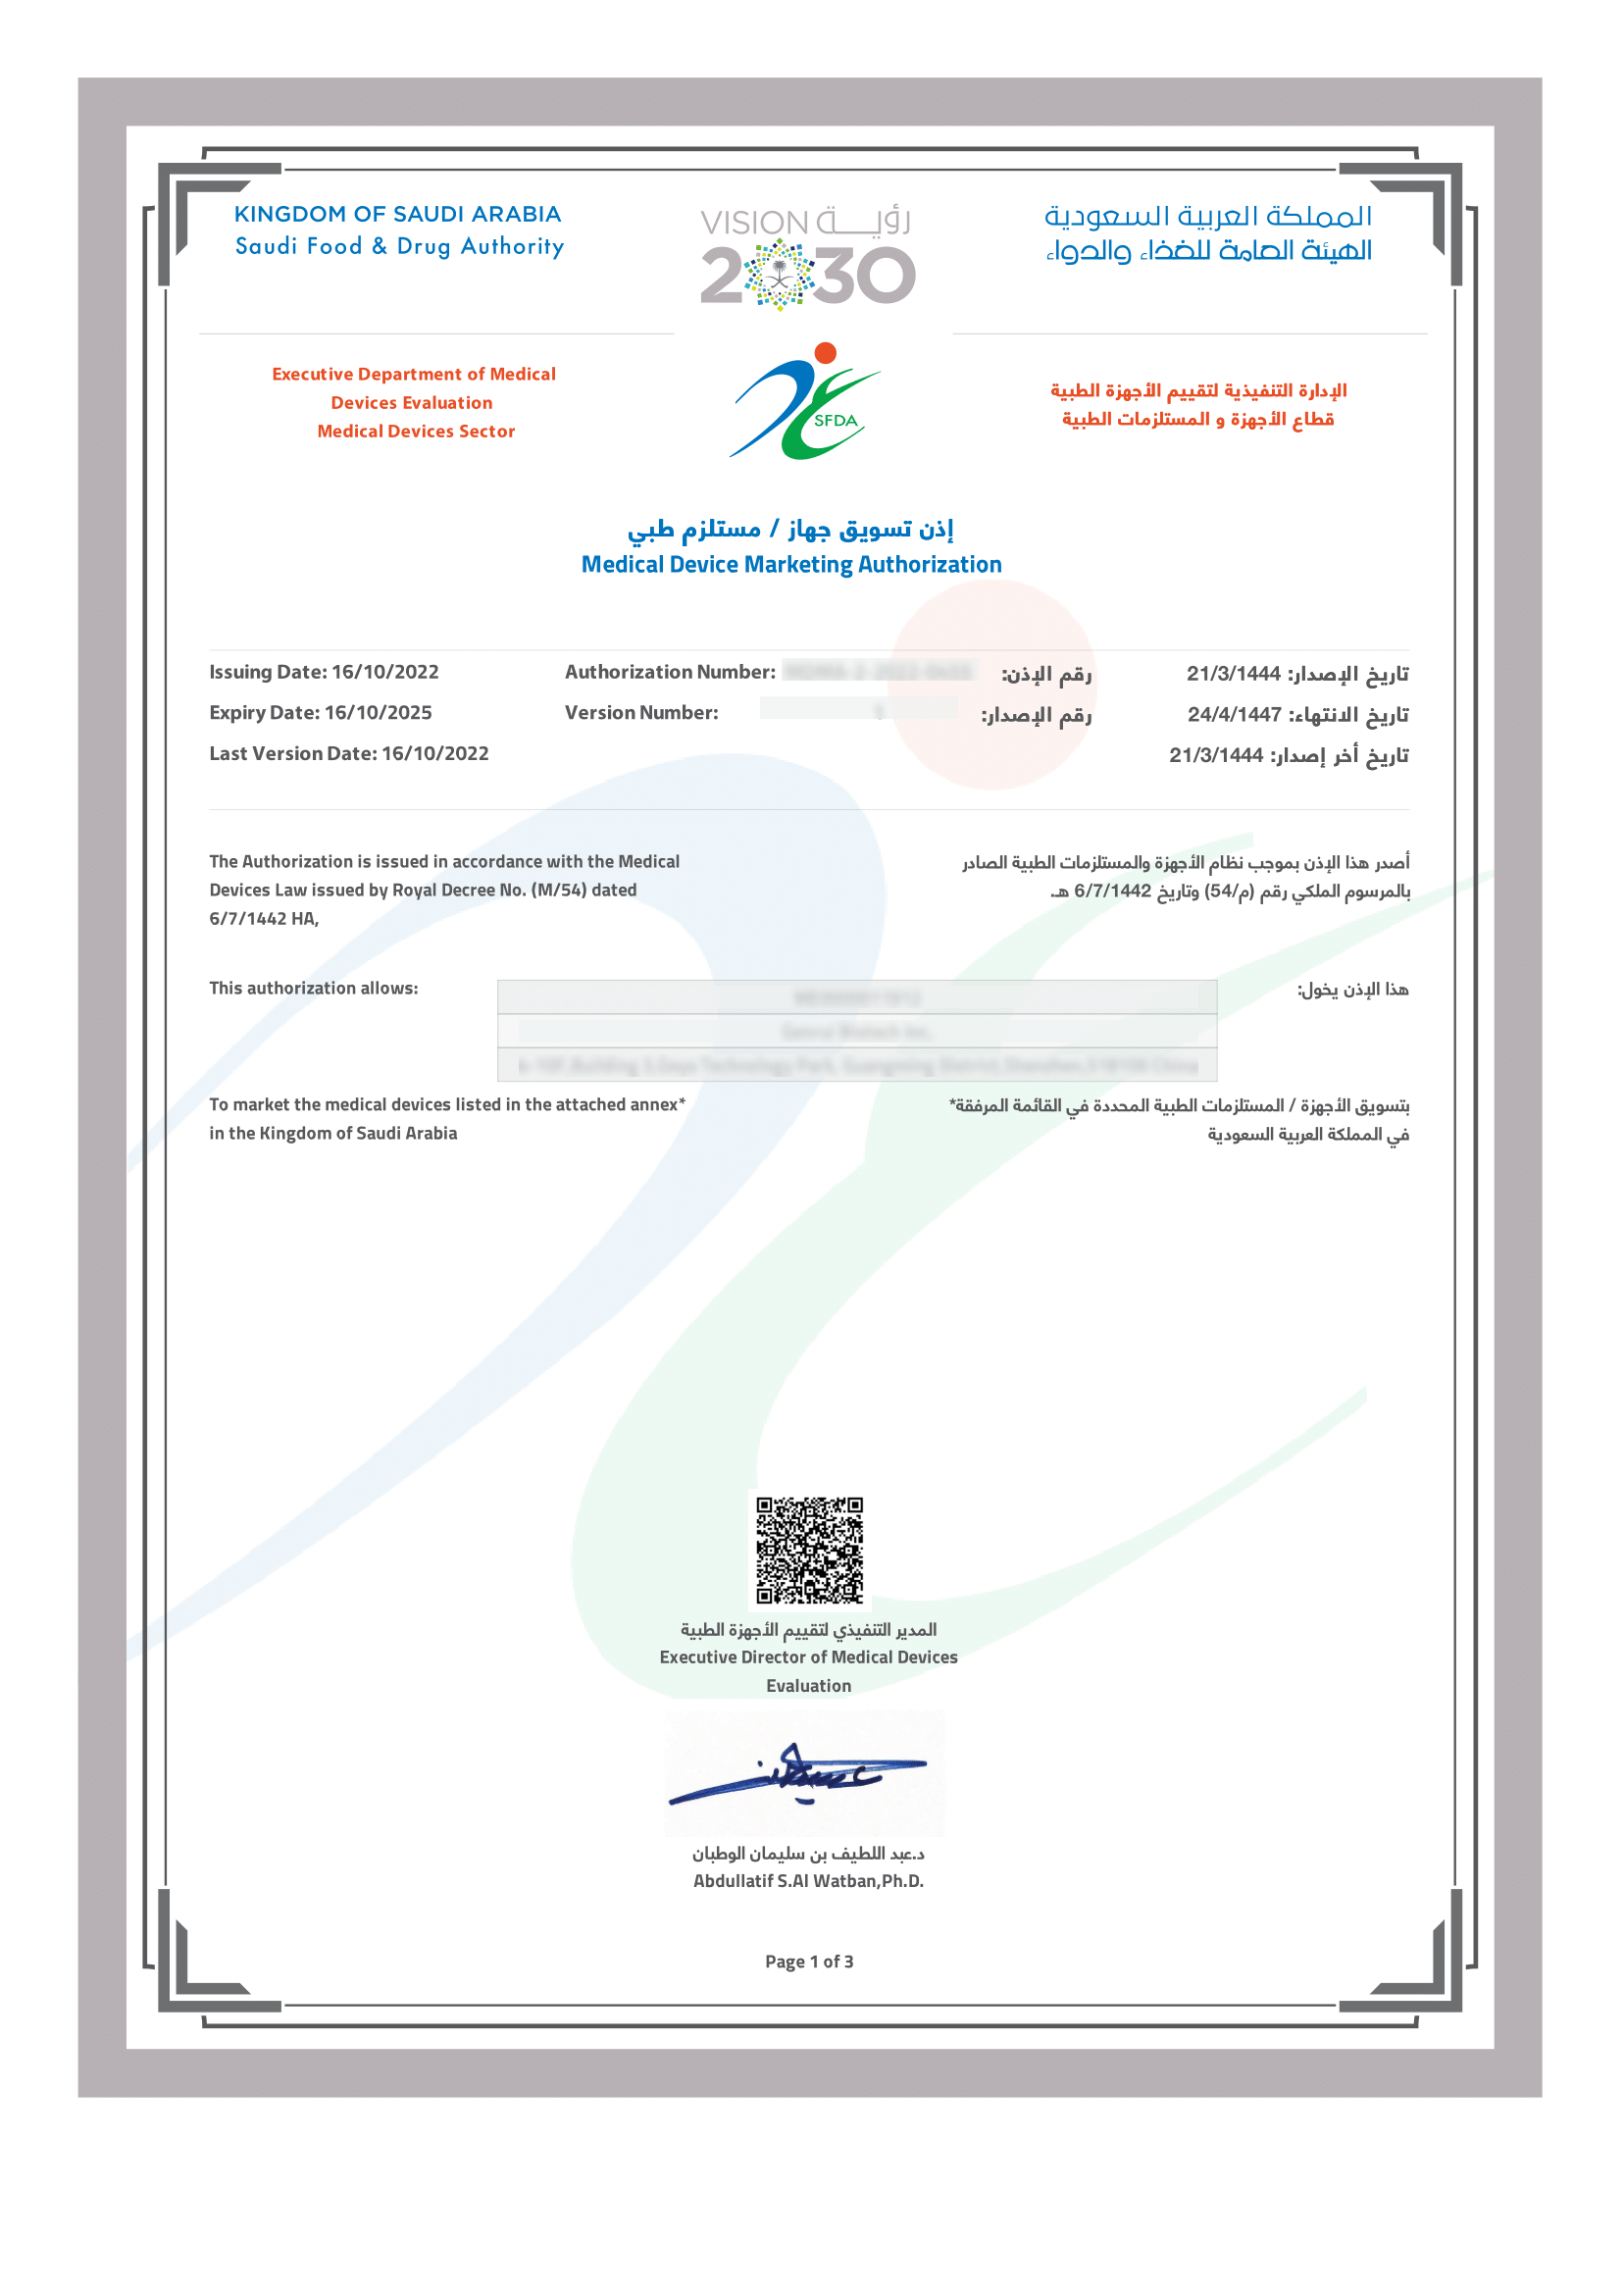 KINGDOM OF SAUDI ARABIA
Saudi Food & Drug Authority
VISION رؤيـــة
2030
المملكة العربية السعودية
الهيئة العامة للغذاء والدواء
Executive Department of Medical
Devices Evaluation
Medical Devices Sector
SFDA
الإدارة التنفيذية لتقييم الأجهزة الطبية
قطاع الأجهزة و المستلزمات الطبية
إذن تسويق جهاز / مستلزم طبي
Medical Device Marketing Authorization
Issuing Date: 16/10/2022
Authorization Number:
رقم الإذن:
تاريخ الإصدار: 21/3/1444
Expiry Date: 16/10/2025
Version Number:
رقم الإصدار:
تاريخ الانتهاء: 24/4/1447
Last Version Date: 16/10/2022
تاريخ أخر إصدار: 21/3/1444
The Authorization is issued in accordance with the Medical
Devices Law issued by Royal Decree No. (M/54) dated
6/7/1442 HA,
أصدر هذا الإذن بموجب نظام الأجهزة والمستلزمات الطبية الصادر
بالمرسوم الملكي رقم (م/54) وتاريخ 6/7/1442 هـ.
This authorization allows:
هذا الإذن يخول:
To market the medical devices listed in the attached annex*
in the Kingdom of Saudi Arabia
بتسويق الأجهزة / المستلزمات الطبية المحددة في القائمة المرفقة*
في المملكة العربية السعودية
المدير التنفيذي لتقييم الأجهزة الطبية
Executive Director of Medical Devices
Evaluation
د.عبد اللطيف بن سليمان الوطبان
Abdullatif S.Al Watban,Ph.D.
Page 1 of 3